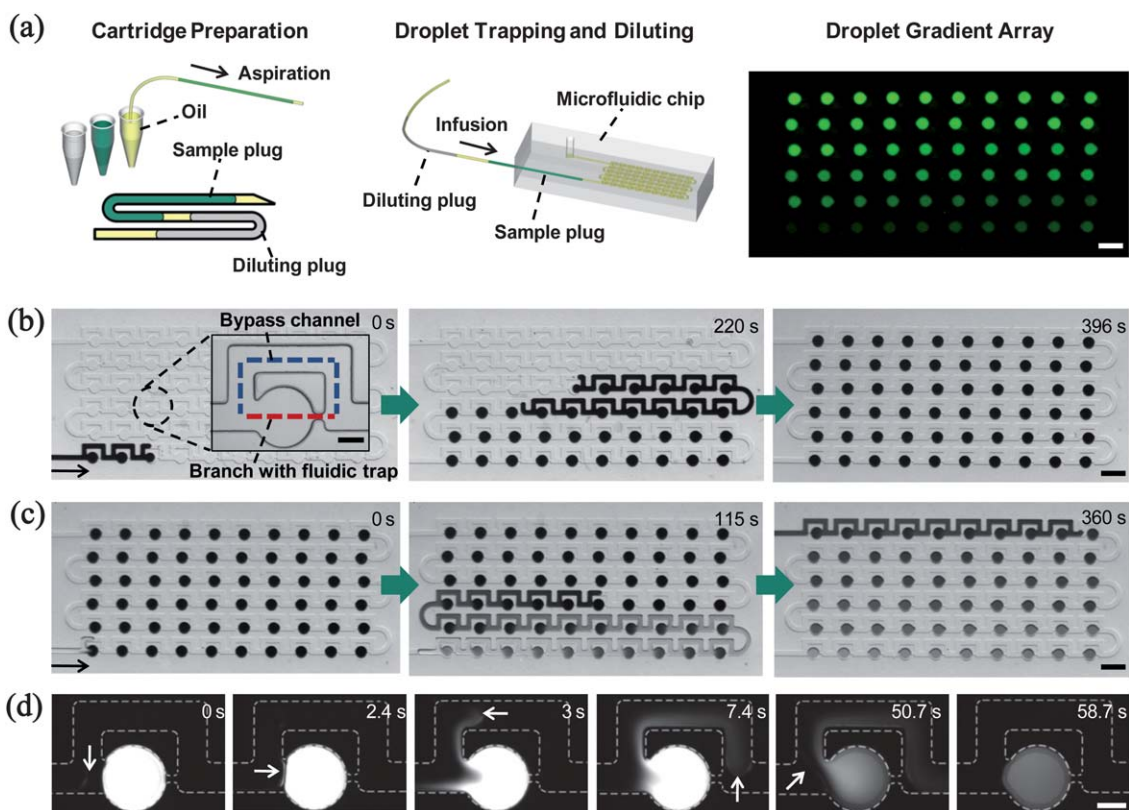 (a)
Cartridge Preparation
Droplet Trapping and Diluting
Droplet Gradient Array
Aspiration
Oil
Sample plug
Diluting plug
Microfluidic chip
Infusion
Diluting plug
Sample plug
(b)
Bypass channel
0 s
Branch with fluidic trap
220 s
396 s
(c)
0 s
115 s
360 s
(d)
0 s
2.4 s
3 s
7.4 s
50.7 s
58.7 s